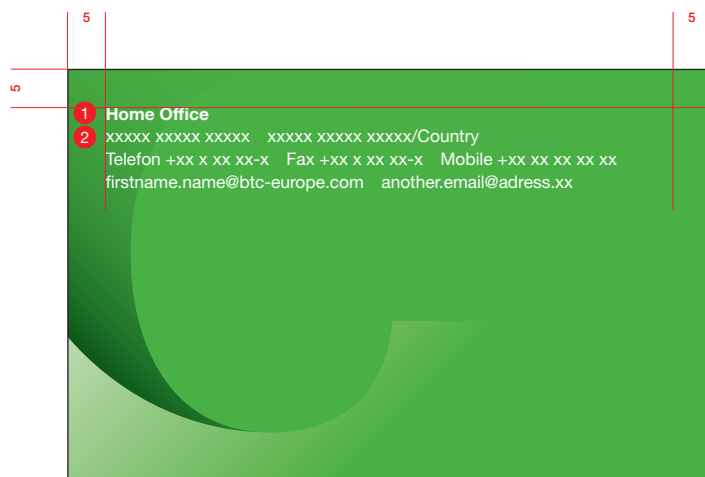 5 5
5
1 Home Office
2 xxxxx xxxxx xxxxx xxxxx xxxxx xxxxx/Country
Telefon +xx x xx xx-x Fax +xx x xx xx-x Mobile +xx xx xx xx xx
firstname.name@btc-europe.com another.email@adress.xx